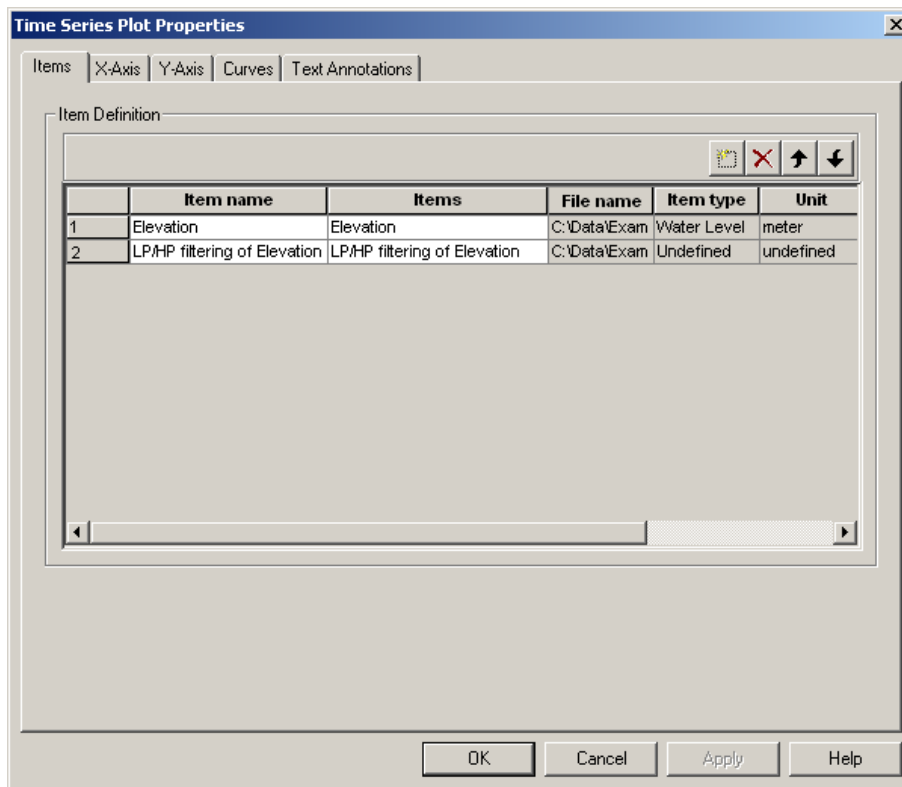 Time Series Plot Properties
Items X-Axis Y-Axis Curves Text Annotations
Item Definition
Item name Items File name Item type Unit
1 Elevation Elevation C:\Data\Exam Water Level meter
2 LP/HP filtering of Elevation LP/HP filtering of Elevation C:\Data\Exam Undefined undefined
OK Cancel Apply Help